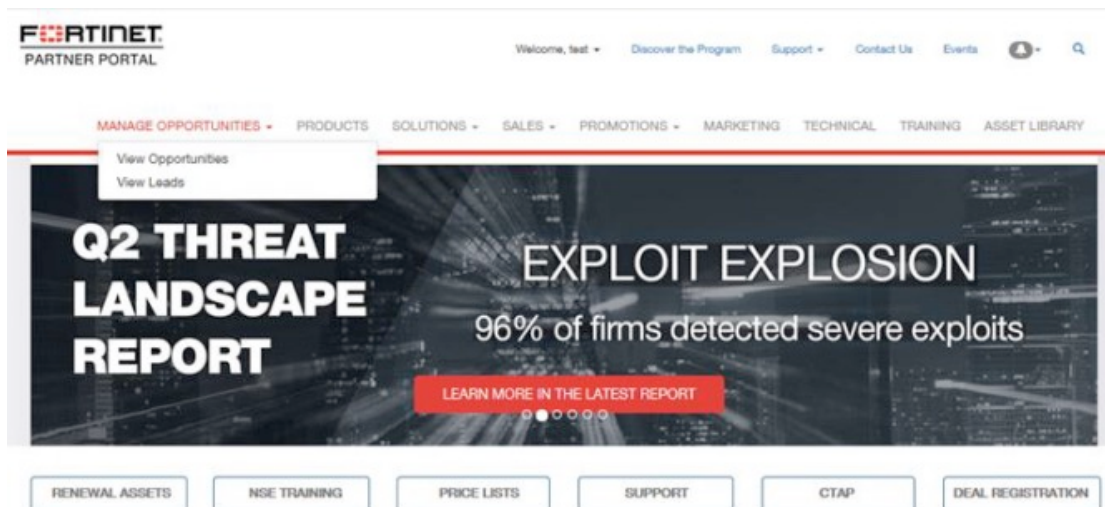 FORTINET
PARTNER PORTAL
Welcome, test
Discover the Program
Support
Contact Us
Events
MANAGE OPPORTUNITIES
PRODUCTS
SOLUTIONS
SALES
PROMOTIONS
MARKETING
TECHNICAL
TRAINING
ASSET LIBRARY
View Opportunities
View Leads
Q2 THREAT
LANDSCAPE
REPORT
EXPLOIT EXPLOSION
96% of firms detected severe exploits
LEARN MORE IN THE LATEST REPORT
RENEWAL ASSETS
NSE TRAINING
PRICE LISTS
SUPPORT
CTAP
DEAL REGISTRATION